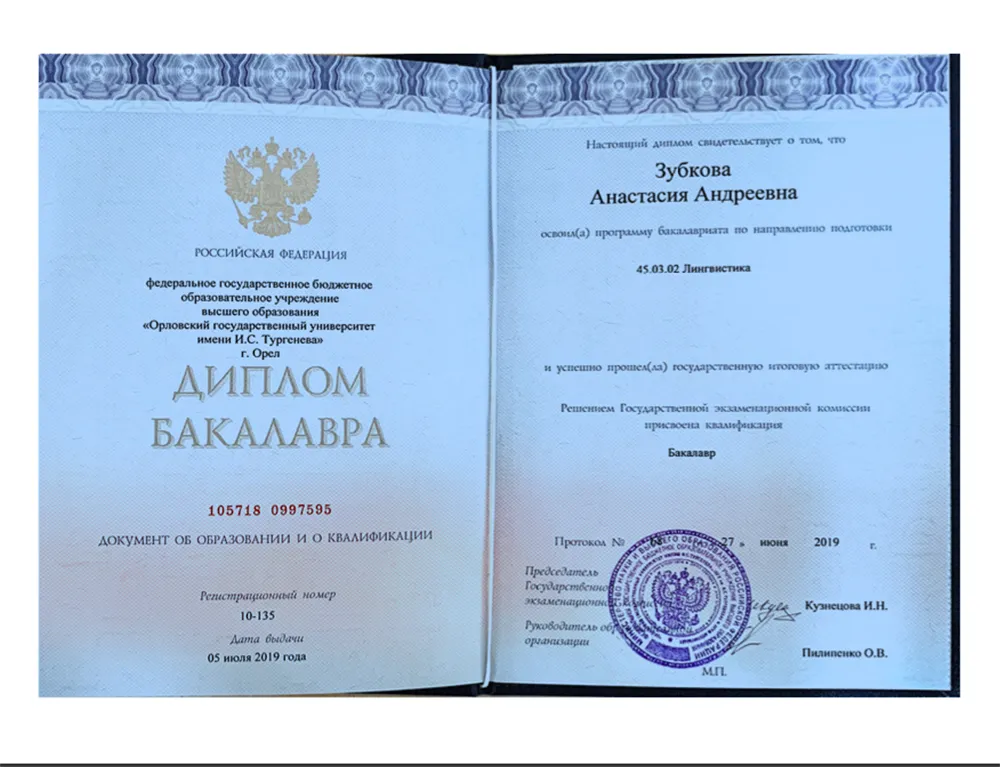 РОССИЙСКАЯ ФЕДЕРАЦИЯ
федеральное государственное бюджетное
образовательное учреждение
высшего образования
«Орловский государственный университет
имени И.С. Тургенева»
г. Орел
ДИПЛОМ
БАКАЛАВРА
105718 0997595
ДОКУМЕНТ ОБ ОБРАЗОВАНИИ И О КВАЛИФИКАЦИИ
Регистрационный номер
10-135
Дата выдачи
05 июля 2019 года
Настоящий диплом свидетельствует о том, что
Зубкова
Анастасия Андреевна
освоил(а) программу бакалавриата по направлению подготовки
45.03.02 Лингвистика
и успешно прошел(ла) государственную итоговую аттестацию
Решением Государственной экзаменационной комиссии
присвоена квалификация
Бакалавр
Протокол № 27 » июня 2019 г.
Председатель
Государственно
экзаменационн
Кузнецова И.Н.
Руководитель
организации
Пилипенко О.В.
М.П.